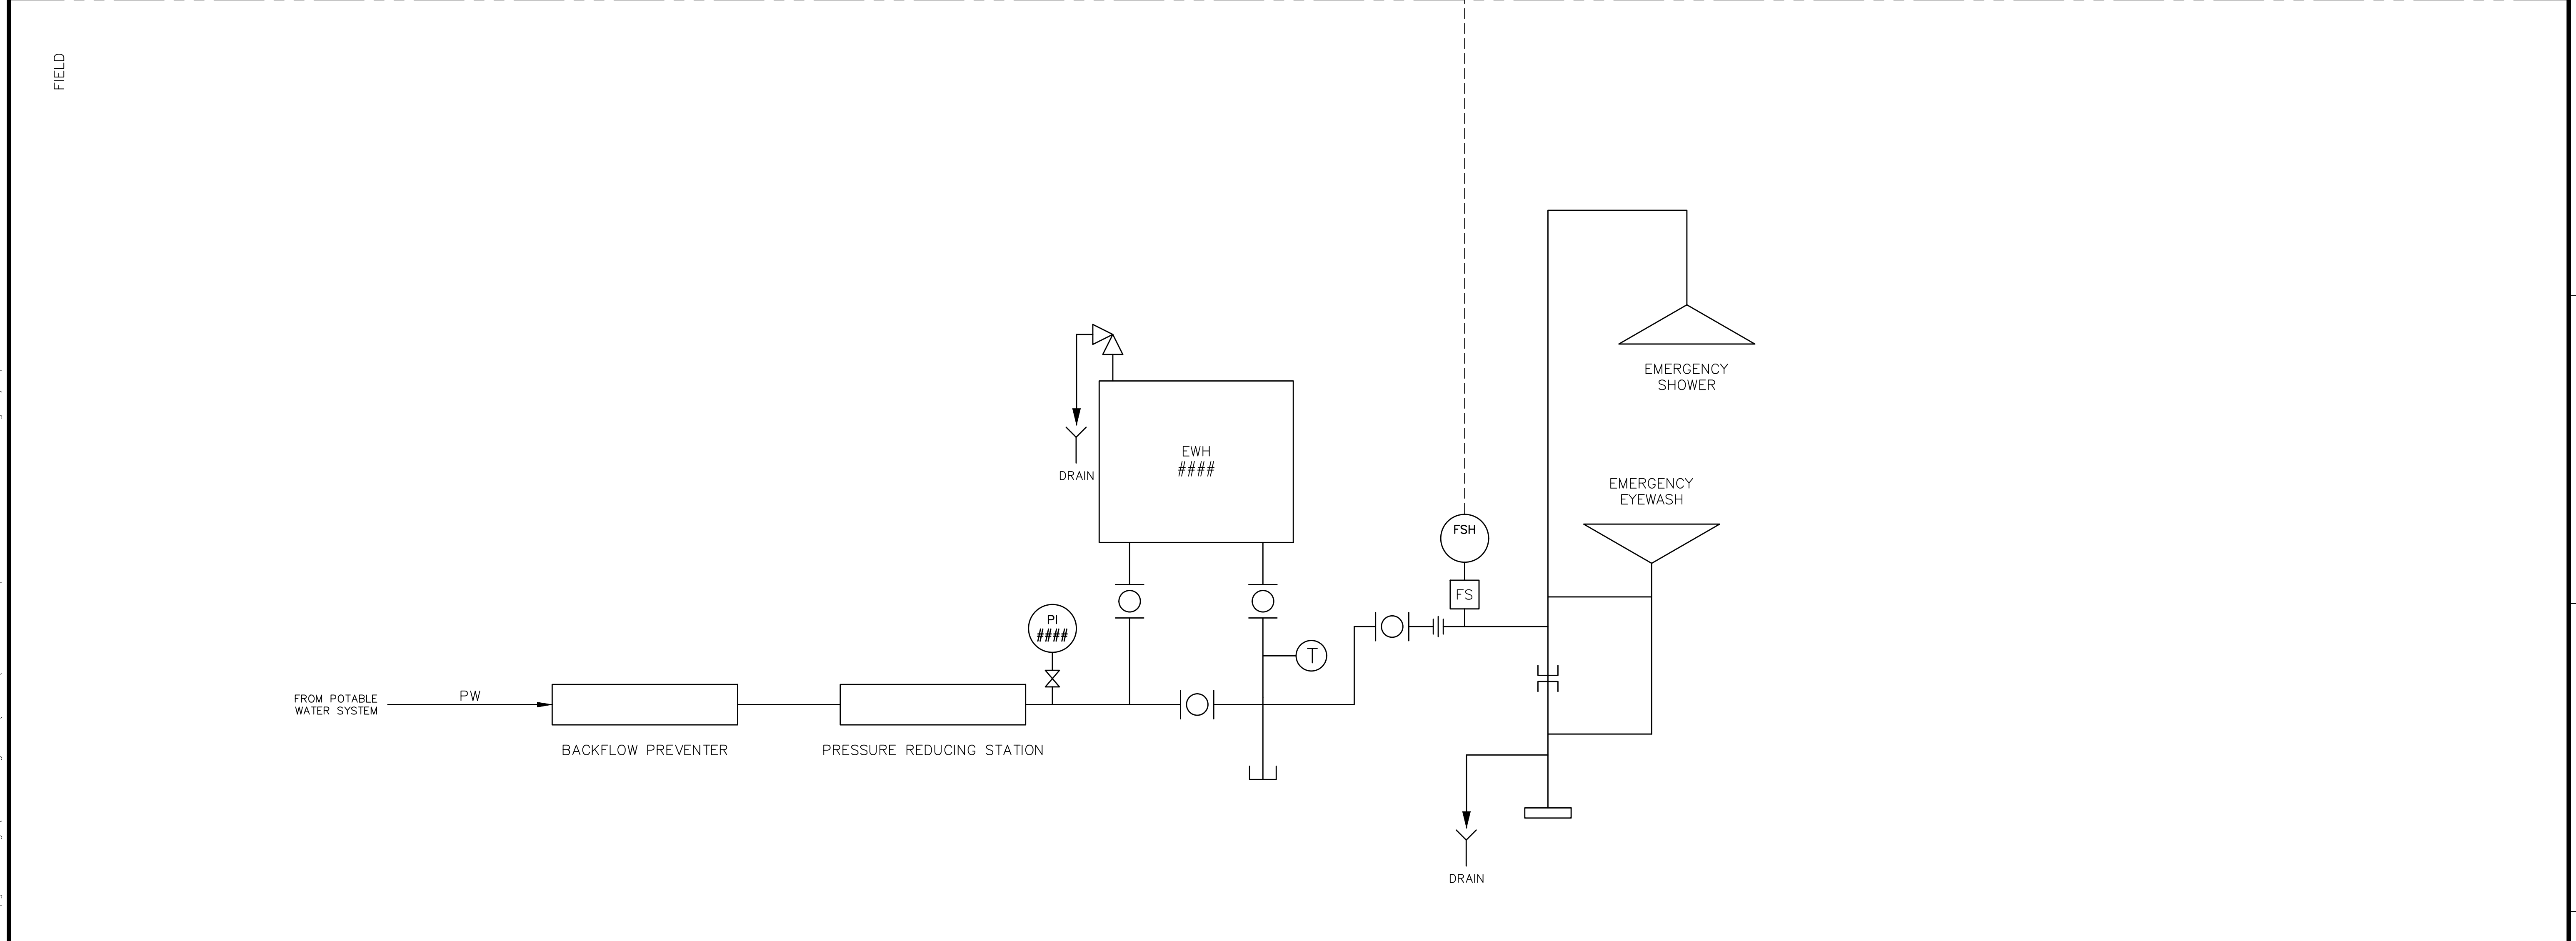 FIELD
EMERGENCY
SHOWER
EWH
####
DRAIN
EMERGENCY
EYEWASH
FSH
FS
PI
####
T
FROM POTABLE
WATER SYSTEM
PW
BACKFLOW PREVENTER
PRESSURE REDUCING STATION
DRAIN